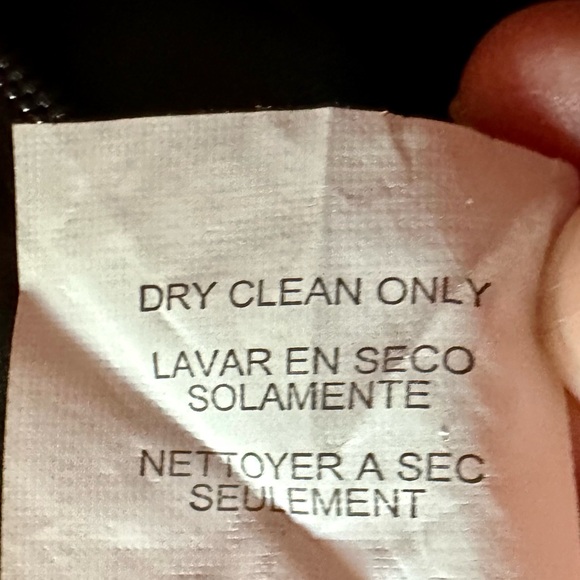 DRY CLEAN ONLY
LAVAR EN SECO
SOLAMENTE
NETTOYER A SEC
SEULEMENT